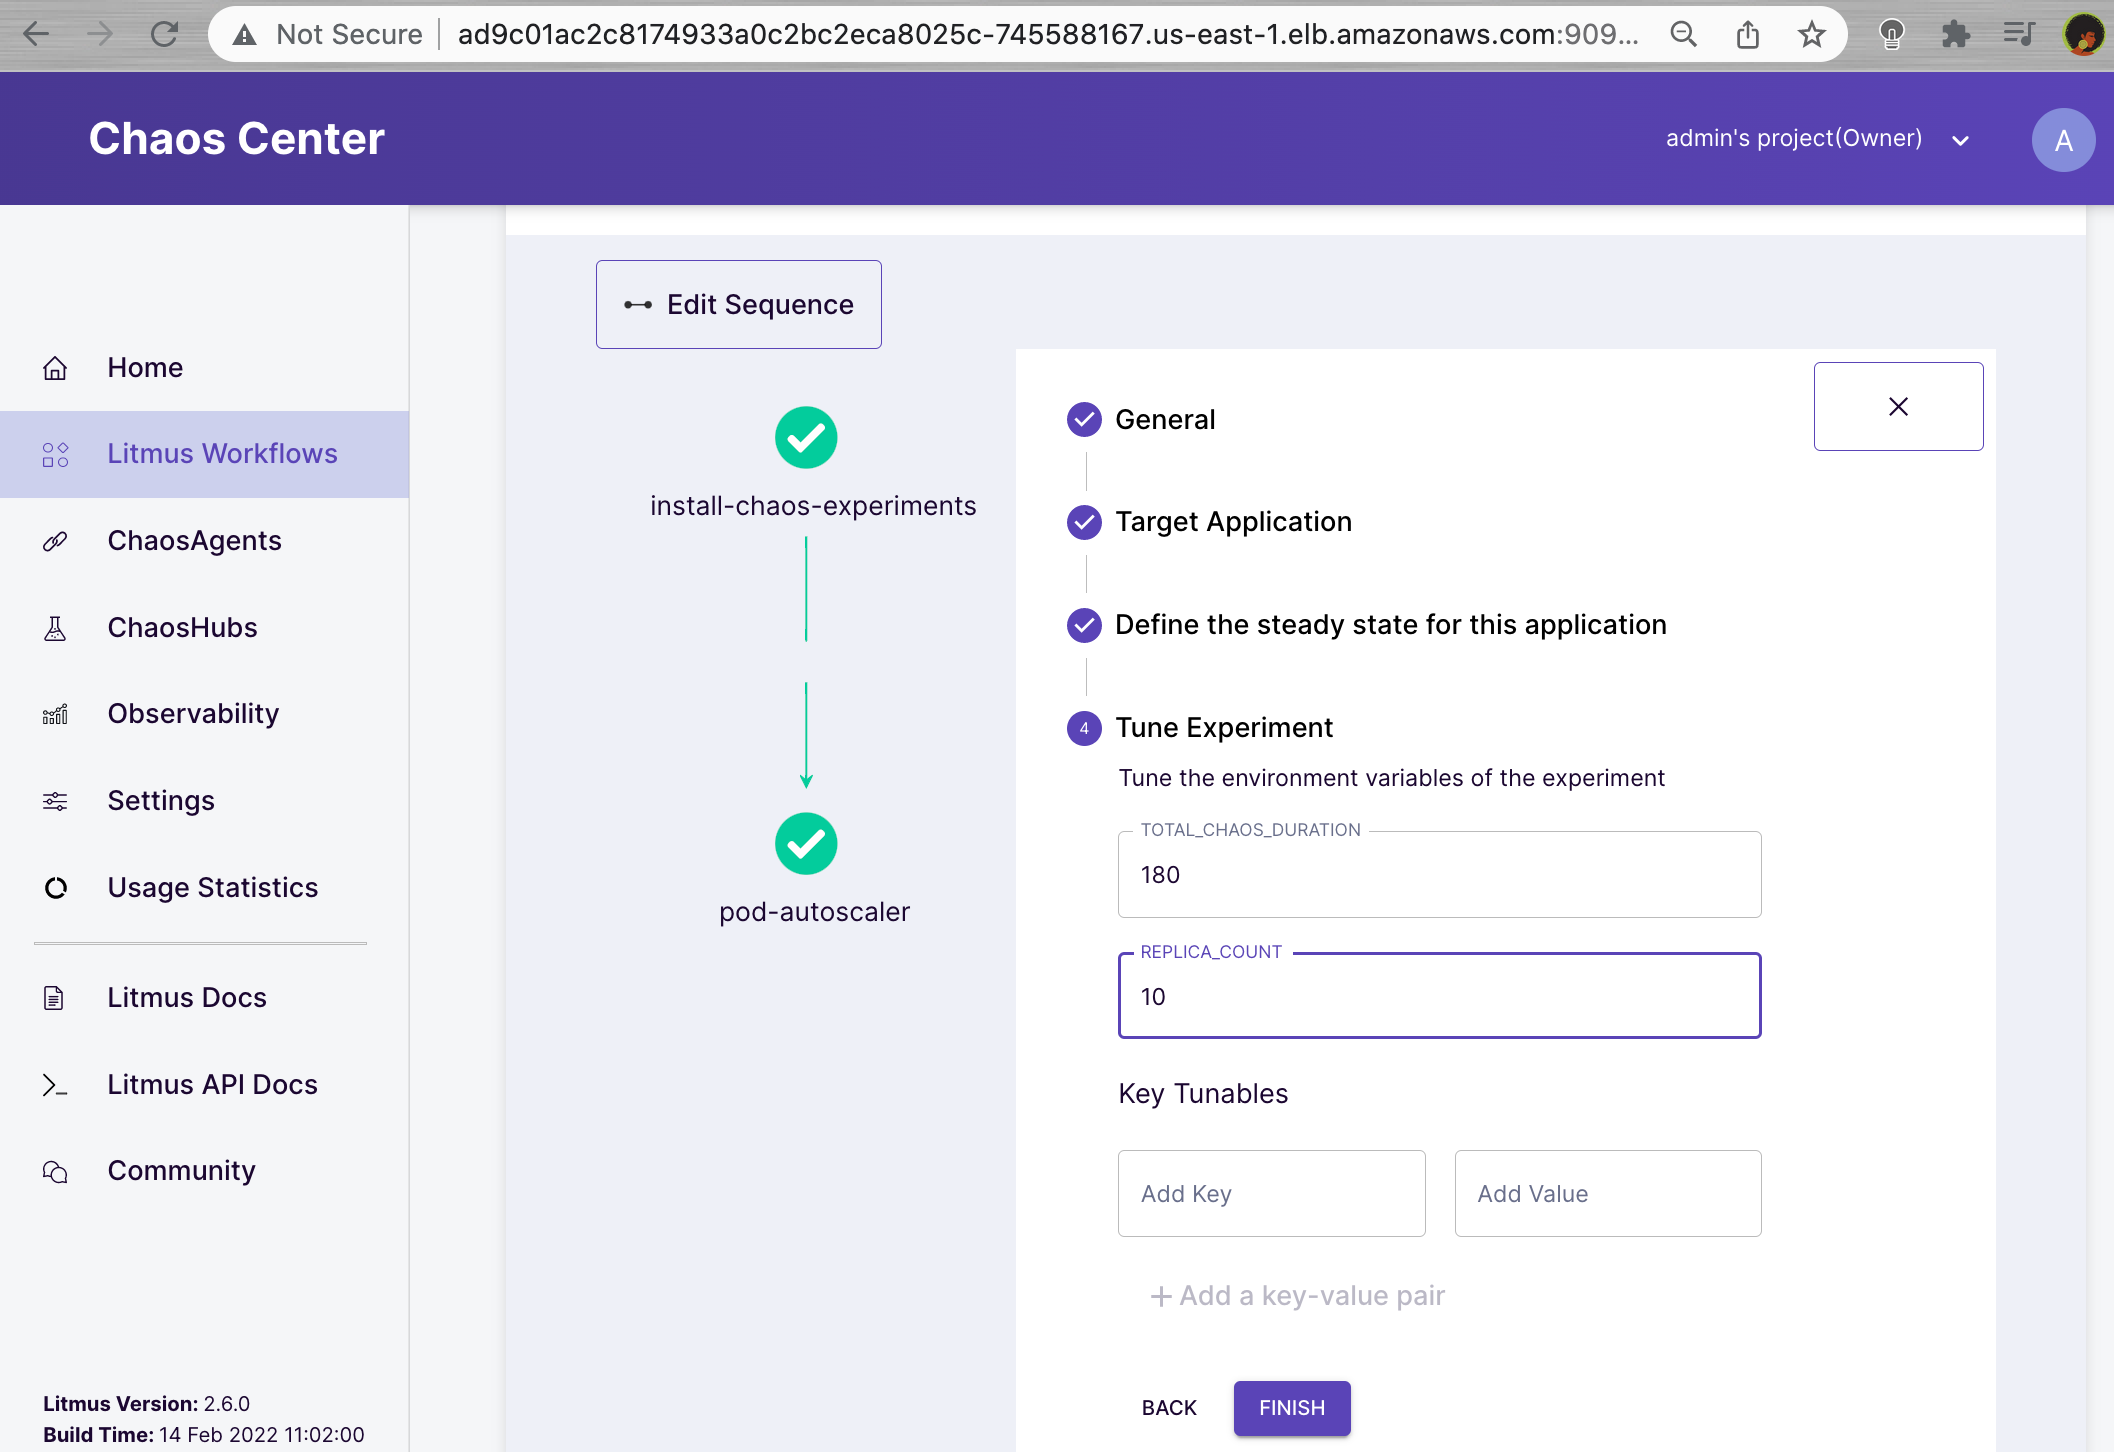 Not Secure
ad9c01ac2c8174933a0c2bc2eca8025c-745588167.us-east-1.elb.amazonaws.com:909...
Chaos Center
admin's project(Owner)
A
Home
Litmus Workflows
ChaosAgents
ChaosHubs
Observability
Settings
Usage Statistics
Litmus Docs
Litmus API Docs
Community
Litmus Version: 2.6.0
Build Time: 14 Feb 2022 11:02:00
Edit Sequence
install-chaos-experiments
pod-autoscaler
General
Target Application
Define the steady state for this application
4
Tune Experiment
Tune the environment variables of the experiment
TOTAL_CHAOS_DURATION
180
REPLICA_COUNT
10
Key Tunables
Add Key
Add Value
+ Add a key-value pair
BACK
FINISH